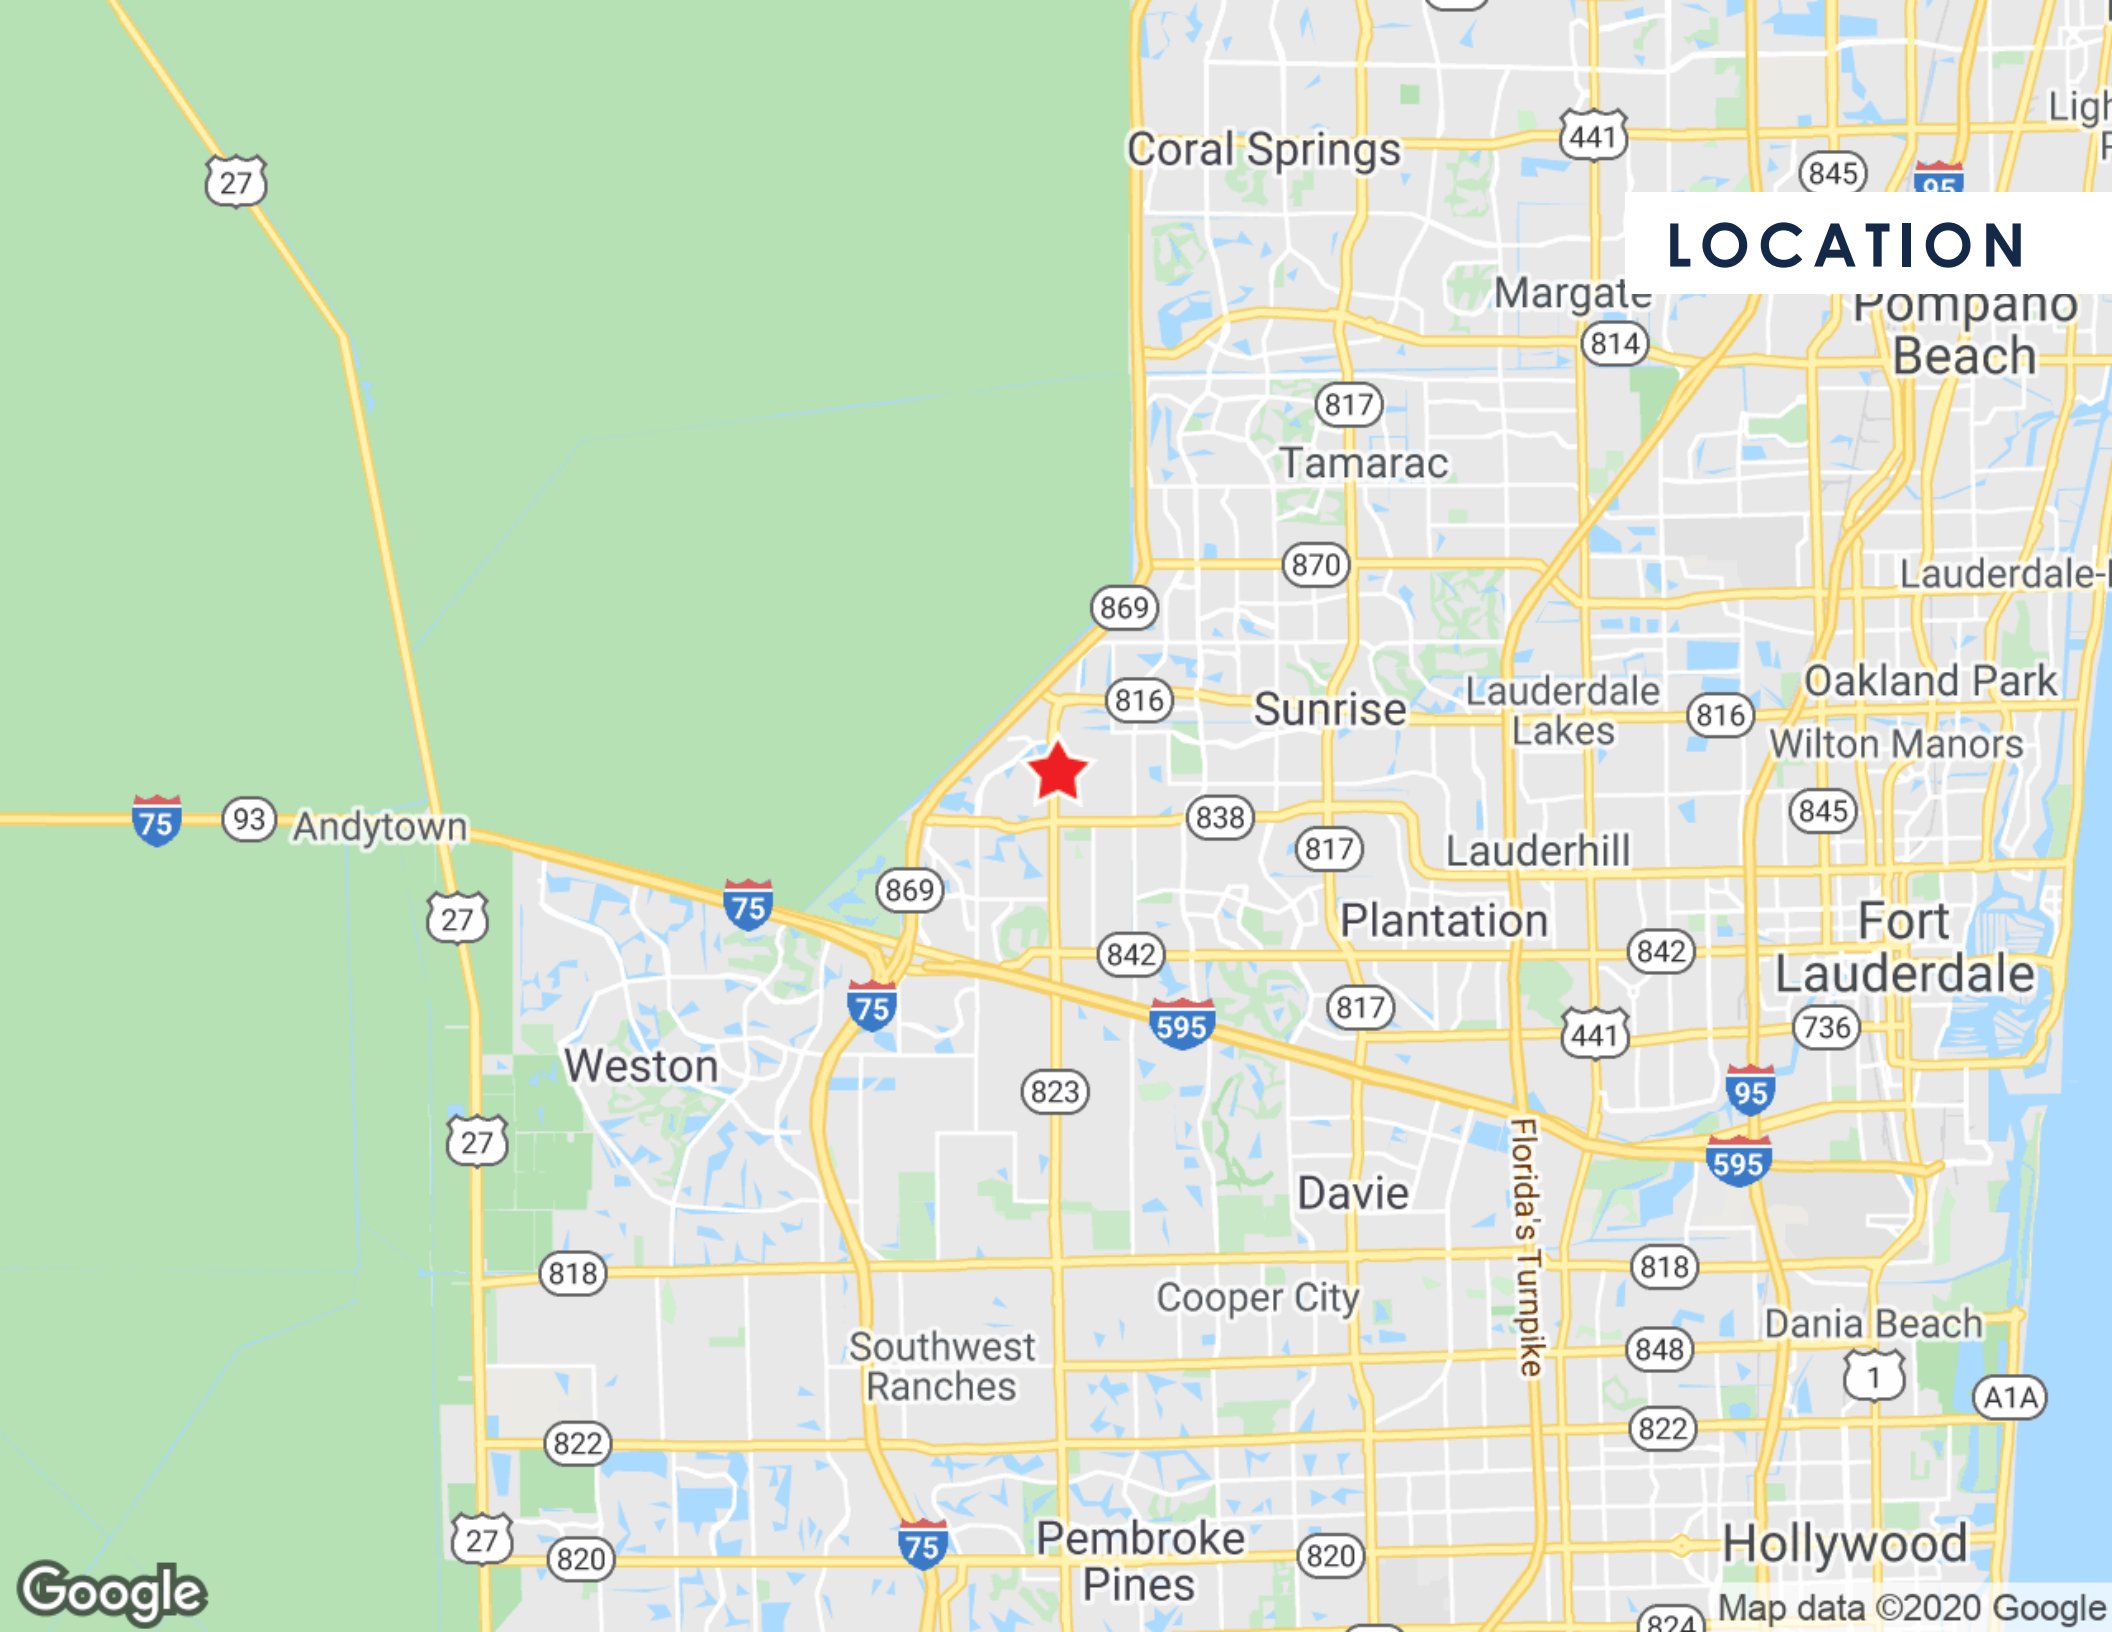 27
Coral Springs
441
845
95
LOCATION
Margate
Pompano
Beach
814
817
Tamarac
870
869
816
Sunrise
Lauderdale
Lakes
816
Oakland Park
Wilton Manors
75
93
Andytown
838
817
845
Lauderhill
27
75
869
Plantation
Fort
Lauderdale
842
842
75
595
817
441
736
Weston
823
95
27
595
Davie
Florida's Turnpike
818
818
Cooper City
Southwest
Ranches
Dania Beach
848
1
A1A
822
822
27
820
75
Pembroke
Pines
820
Hollywood
Google
824
Map data ©2020 Google